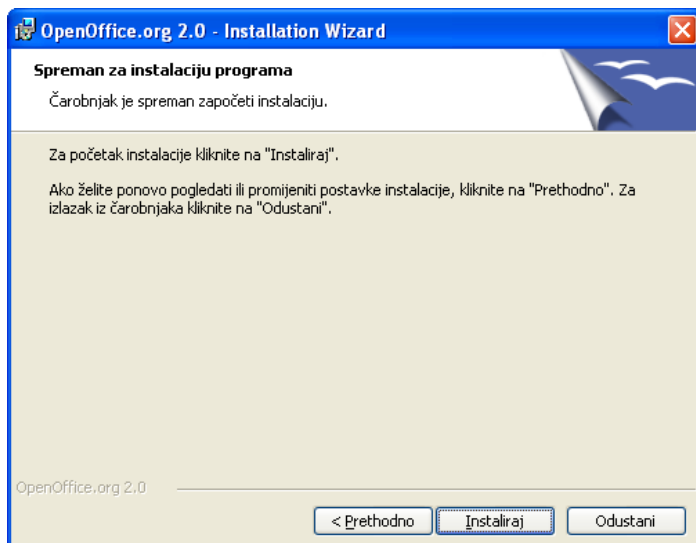 OpenOffice.org 2.0 - Installation Wizard
Spreman za instalaciju programa
Čarobnjak je spreman započeti instalaciju.
Za početak instalacije kliknite na "Instaliraj".
Ako želite ponovo pogledati ili promijeniti postavke instalacije, kliknite na "Prethodno". Za
izlazak iz čarobnjaka kliknite na "Odustani".
OpenOffice.org 2.0
< Prethodno Instaliraj Odustani